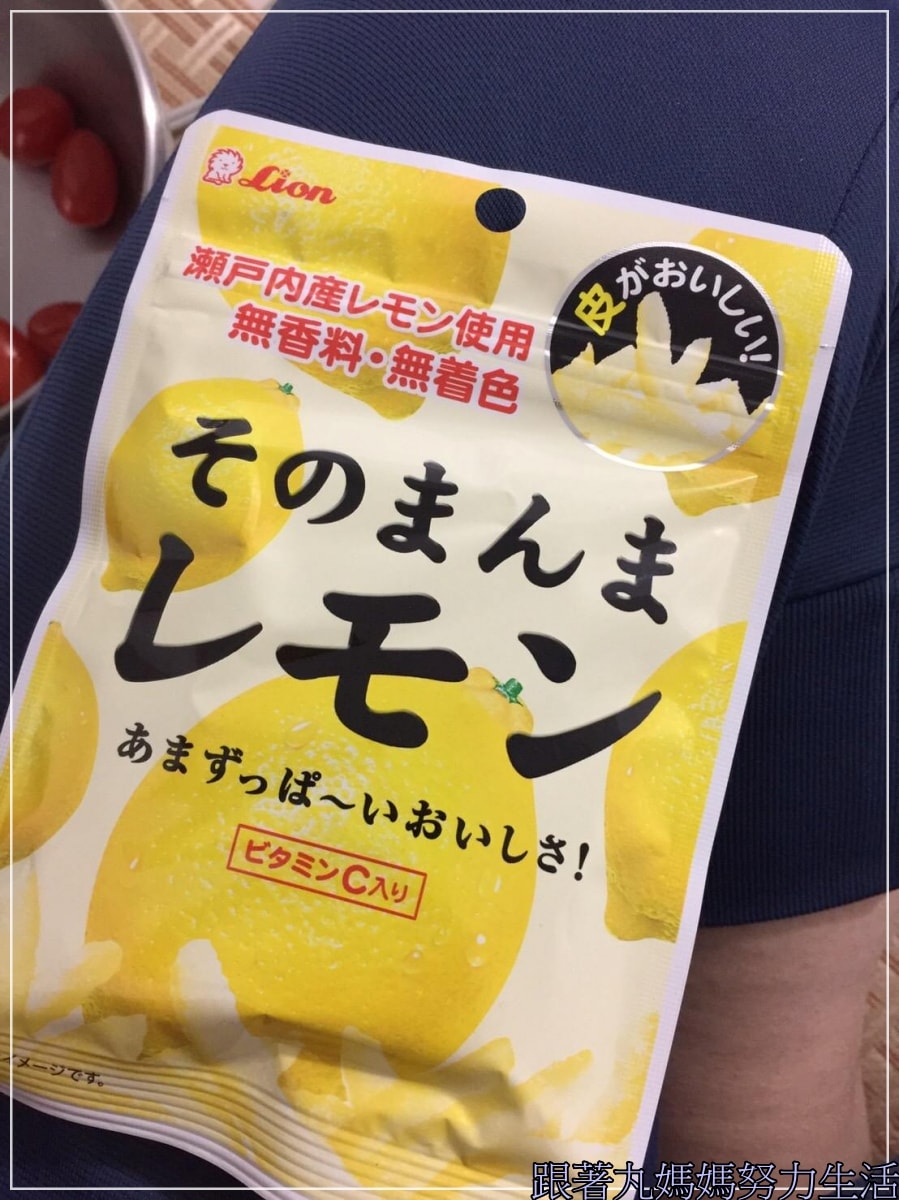 Lion
瀬戸内産レモン使用
無香料・無着色
皮がおいしい!!
そのまんま
レモン
あまずっぱ～いおいしさ!
ビタミンC入り
イメージです。
跟著丸媽媽努力生活